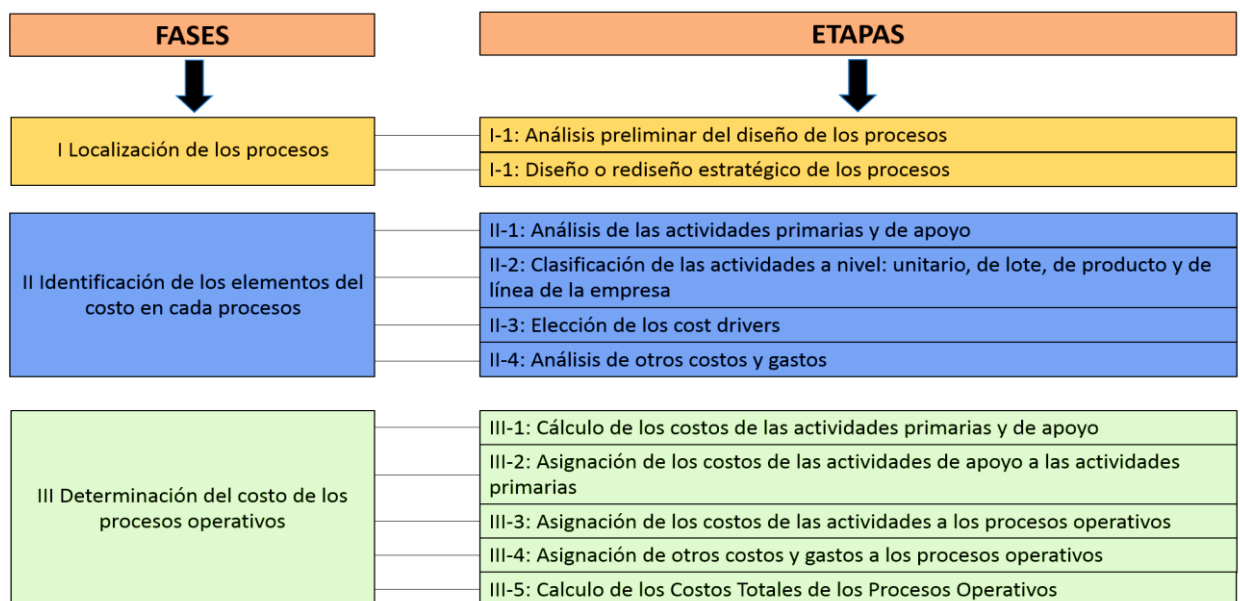 FASES
ETAPAS
I Localización de los procesos
I-1: Análisis preliminar del diseño de los procesos
I-1: Diseño o rediseño estratégico de los procesos
II Identificación de los elementos del
costo en cada procesos
II-1: Análisis de las actividades primarias y de apoyo
II-2: Clasificación de las actividades a nivel: unitario, de lote, de producto y de
línea de la empresa
II-3: Elección de los cost drivers
II-4: Análisis de otros costos y gastos
III Determinación del costo de los
procesos operativos
III-1: Cálculo de los costos de las actividades primarias y de apoyo
III-2: Asignación de los costos de las actividades de apoyo a las actividades
primarias
III-3: Asignación de los costos de las actividades a los procesos operativos
III-4: Asignación de otros costos y gastos a los procesos operativos
III-5: Calculo de los Costos Totales de los Procesos Operativos